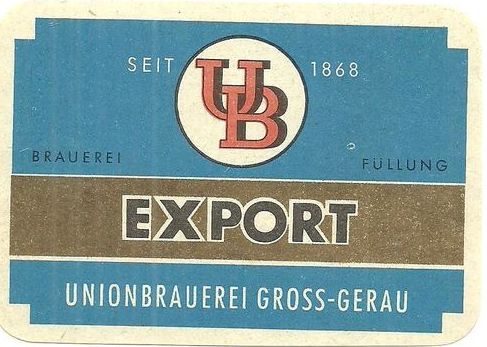 SEIT 1868
UB
BRAUEREI FÜLLUNG
EXPORT
UNIONBRAUEREI GROSS-GERAU